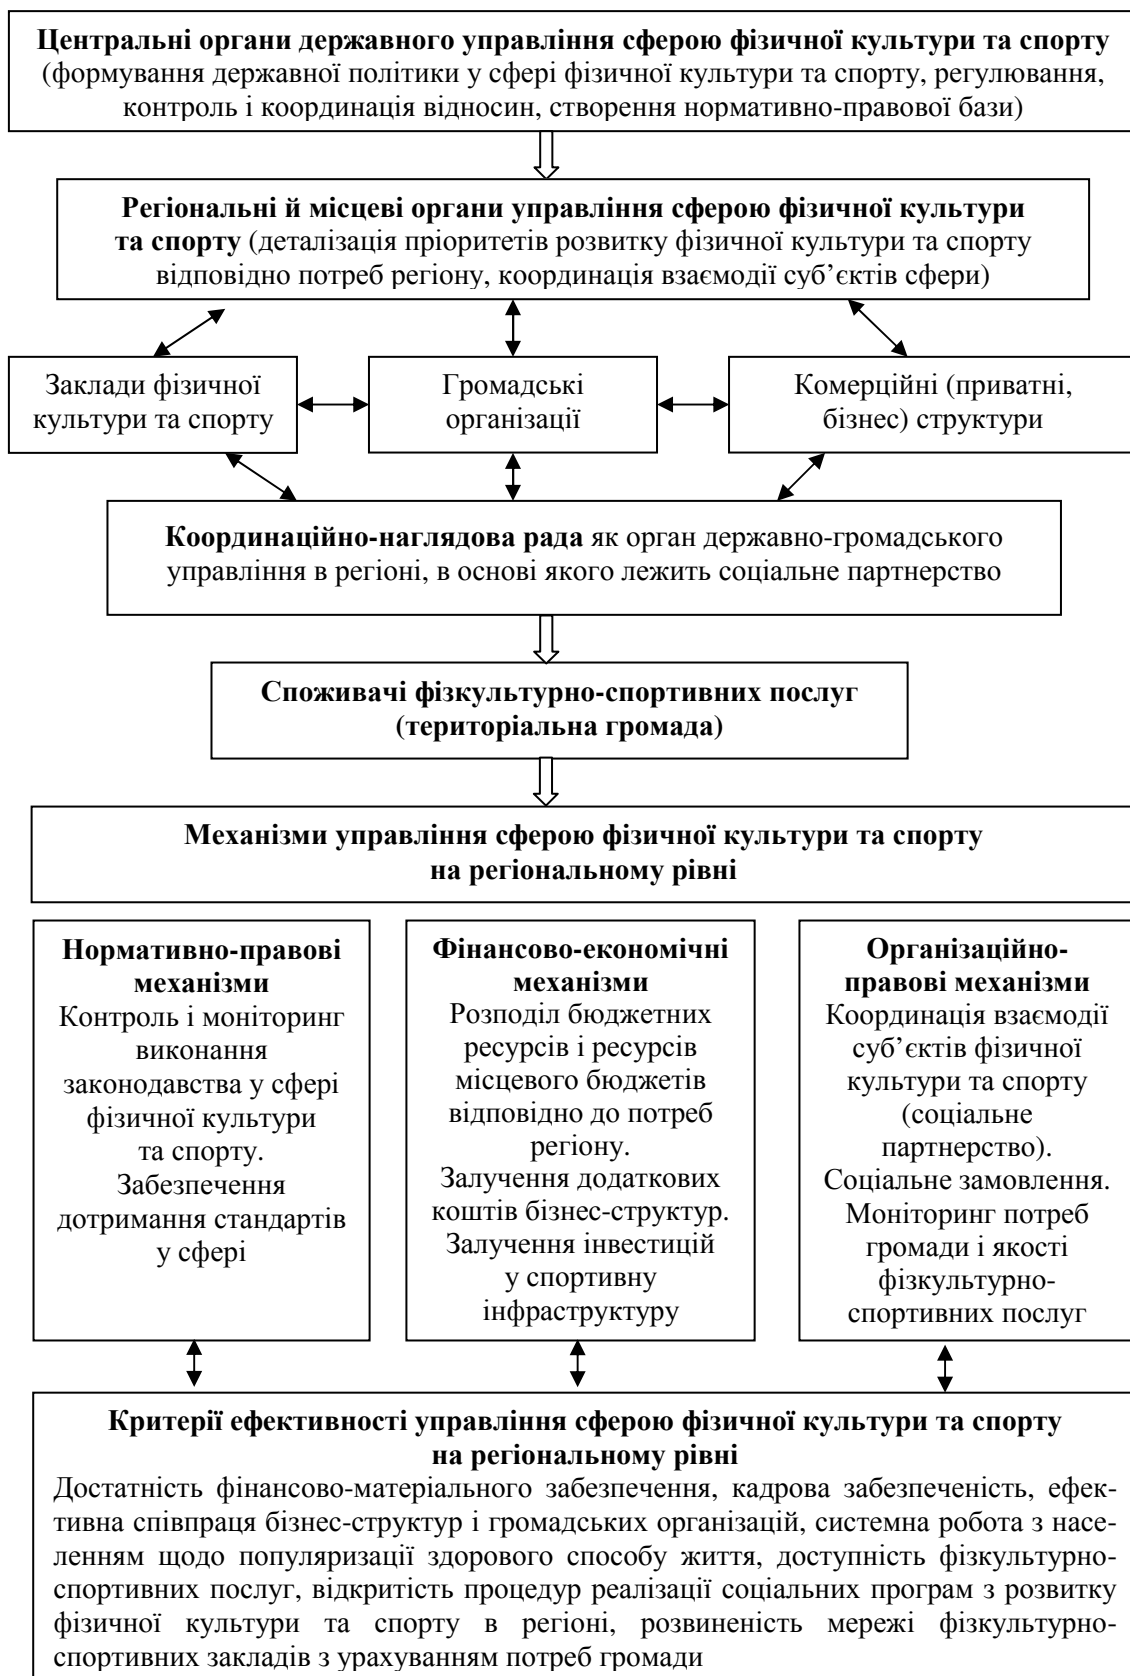 Центральні органи державного управління сферою фізичної культури та спорту
(формування державної політики у сфері фізичної культури та спорту, регулювання,
контроль і координація відносин, створення нормативно-правової бази)
Регіональні й місцеві органи управління сферою фізичної культури
та спорту (деталізація пріоритетів розвитку фізичної культури та спорту
відповідно потреб регіону, координація взаємодії суб’єктів сфери)
Заклади фізичної
культури та спорту
Громадські
організації
Комерційні (приватні,
бізнес) структури
Координаційно-наглядова рада як орган державно-громадського
управління в регіоні, в основі якого лежить соціальне партнерство
Споживачі фізкультурно-спортивних послуг
(територіальна громада)
Механізми управління сферою фізичної культури та спорту
на регіональному рівні
Нормативно-правові
механізми
Контроль і моніторинг
виконання
законодавства у сфері
фізичної культури
та спорту.
Забезпечення
дотримання стандартів
у сфері
Фінансово-економічні
механізми
Розподіл бюджетних
ресурсів і ресурсів
місцевого бюджетів
відповідно до потреб
регіону.
Залучення додаткових
коштів бізнес-структур.
Залучення інвестицій
у спортивну
інфраструктуру
Організаційно-
правові механізми
Координація взаємодії
суб’єктів фізичної
культури та спорту
(соціальне
партнерство).
Соціальне замовлення.
Моніторинг потреб
громади і якості
фізкультурно-
спортивних послуг
Критерії ефективності управління сферою фізичної культури та спорту
на регіональному рівні
Достатність фінансово-матеріального забезпечення, кадрова забезпеченість, ефек-
тивна співпраця бізнес-структур і громадських організацій, системна робота з насе-
ленням щодо популяризації здорового способу життя, доступність фізкультурно-
спортивних послуг, відкритість процедур реалізації соціальних програм з розвитку
фізичної культури та спорту в регіоні, розвиненість мережі фізкультурно-
спортивних закладів з урахуванням потреб громади